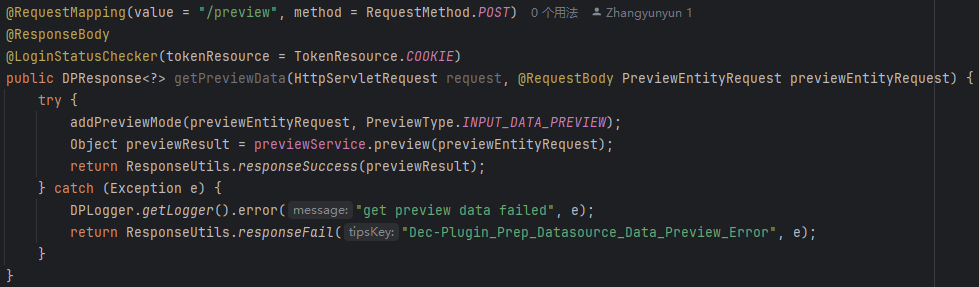 @RequestMapping(value = "/preview", method = RequestMethod.POST) 0 个用法 Zhangyunyun 1
@ResponseBody
@LoginStatusChecker(tokenResource = TokenResource.COOKIE)
public DPResponse<?> getPreviewData(HttpServletRequest request, @RequestBody PreviewEntityRequest previewEntityRequest) {
    try {
        addPreviewMode(previewEntityRequest, PreviewType.INPUT_DATA_PREVIEW);
        Object previewResult = previewService.preview(previewEntityRequest);
        return ResponseUtils.responseSuccess(previewResult);
    } catch (Exception e) {
        DPLogger.getLogger().error( message: "get preview data failed", e);
        return ResponseUtils.responseFail( tipsKey: "Dec-Plugin_Prep_Datasource_Data_Preview_Error", e);
    }
}